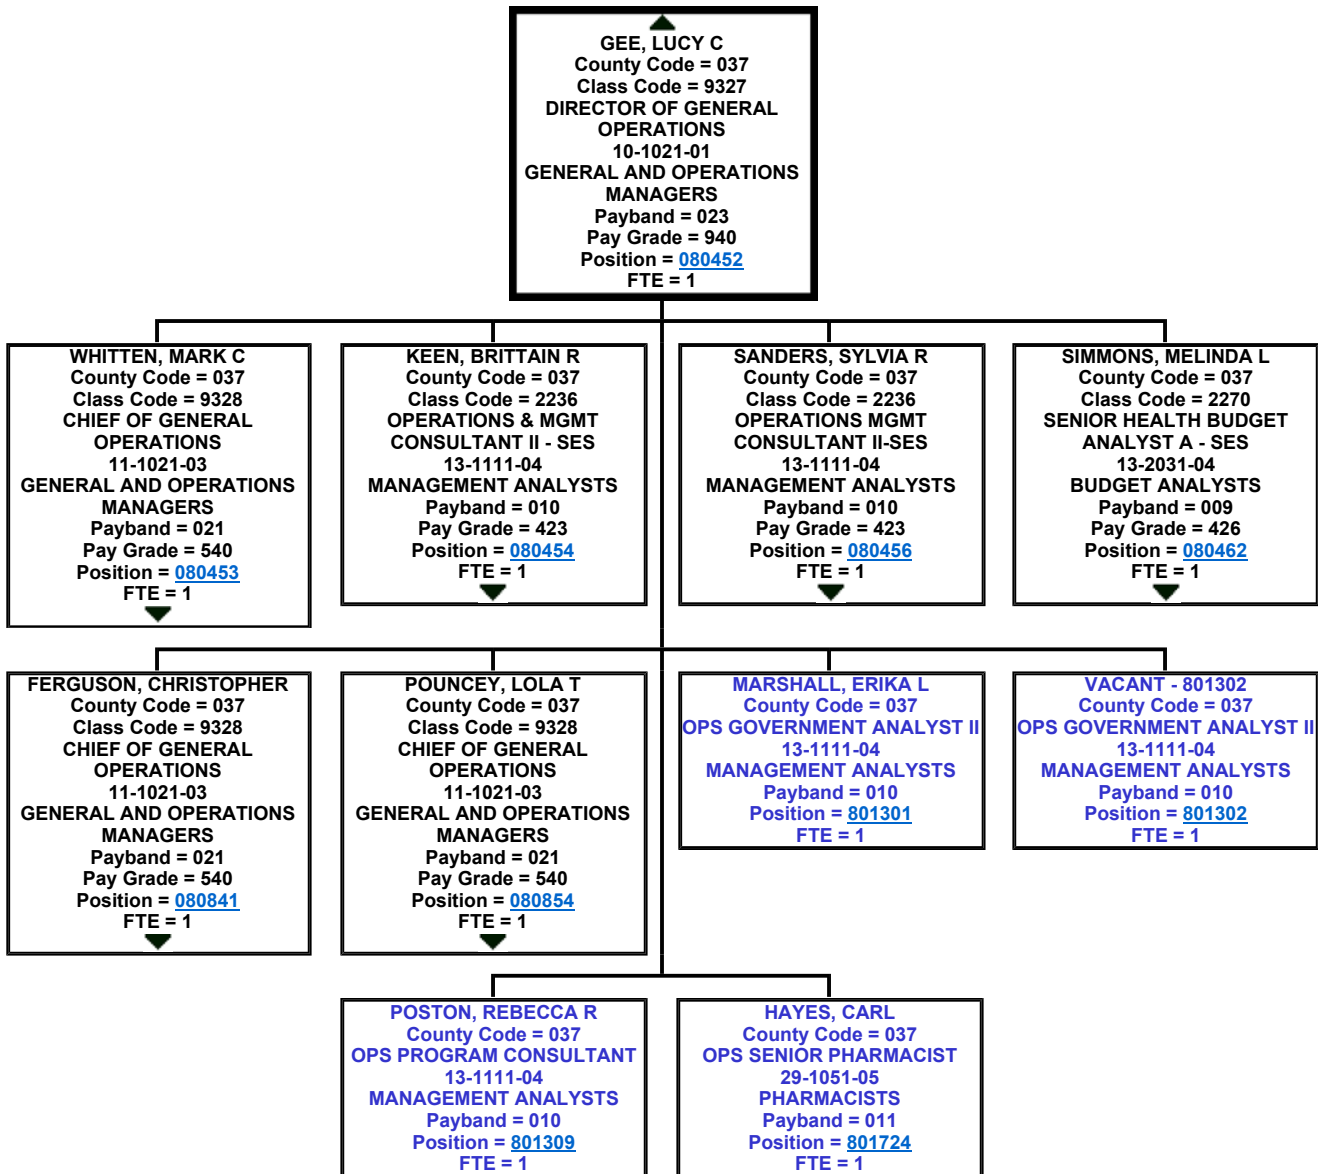 GEE, LUCY C
County Code = 037
Class Code = 9327
DIRECTOR OF GENERAL
OPERATIONS
10-1021-01
GENERAL AND OPERATIONS
MANAGERS
Payband = 023
Pay Grade = 940
Position = 080452
FTE = 1
WHITTEN, MARK C
County Code = 037
Class Code = 9328
CHIEF OF GENERAL
OPERATIONS
11-1021-03
GENERAL AND OPERATIONS
MANAGERS
Payband = 021
Pay Grade = 540
Position = 080453
FTE = 1
KEEN, BRITTAIN R
County Code = 037
Class Code = 2236
OPERATIONS & MGMT
CONSULTANT II - SES
13-1111-04
MANAGEMENT ANALYSTS
Payband = 010
Pay Grade = 423
Position = 080454
FTE = 1
SANDERS, SYLVIA R
County Code = 037
Class Code = 2236
OPERATIONS MGMT
CONSULTANT II-SES
13-1111-04
MANAGEMENT ANALYSTS
Payband = 010
Pay Grade = 423
Position = 080456
FTE = 1
SIMMONS, MELINDA L
County Code = 037
Class Code = 2270
SENIOR HEALTH BUDGET
ANALYST A - SES
13-2031-04
BUDGET ANALYSTS
Payband = 009
Pay Grade = 426
Position = 080462
FTE = 1
FERGUSON, CHRISTOPHER
County Code = 037
Class Code = 9328
CHIEF OF GENERAL
OPERATIONS
11-1021-03
GENERAL AND OPERATIONS
MANAGERS
Payband = 021
Pay Grade = 540
Position = 080841
FTE = 1
POUNCEY, LOLA T
County Code = 037
Class Code = 9328
CHIEF OF GENERAL
OPERATIONS
11-1021-03
GENERAL AND OPERATIONS
MANAGERS
Payband = 021
Pay Grade = 540
Position = 080854
FTE = 1
MARSHALL, ERIKA L
County Code = 037
OPS GOVERNMENT ANALYST II
13-1111-04
MANAGEMENT ANALYSTS
Payband = 010
Position = 801301
FTE = 1
VACANT - 801302
County Code = 037
OPS GOVERNMENT ANALYST II
13-1111-04
MANAGEMENT ANALYSTS
Payband = 010
Position = 801302
FTE = 1
POSTON, REBECCA R
County Code = 037
OPS PROGRAM CONSULTANT
13-1111-04
MANAGEMENT ANALYSTS
Payband = 010
Position = 801309
FTE = 1
HAYES, CARL
County Code = 037
OPS SENIOR PHARMACIST
29-1051-05
PHARMACISTS
Payband = 011
Position = 801724
FTE = 1